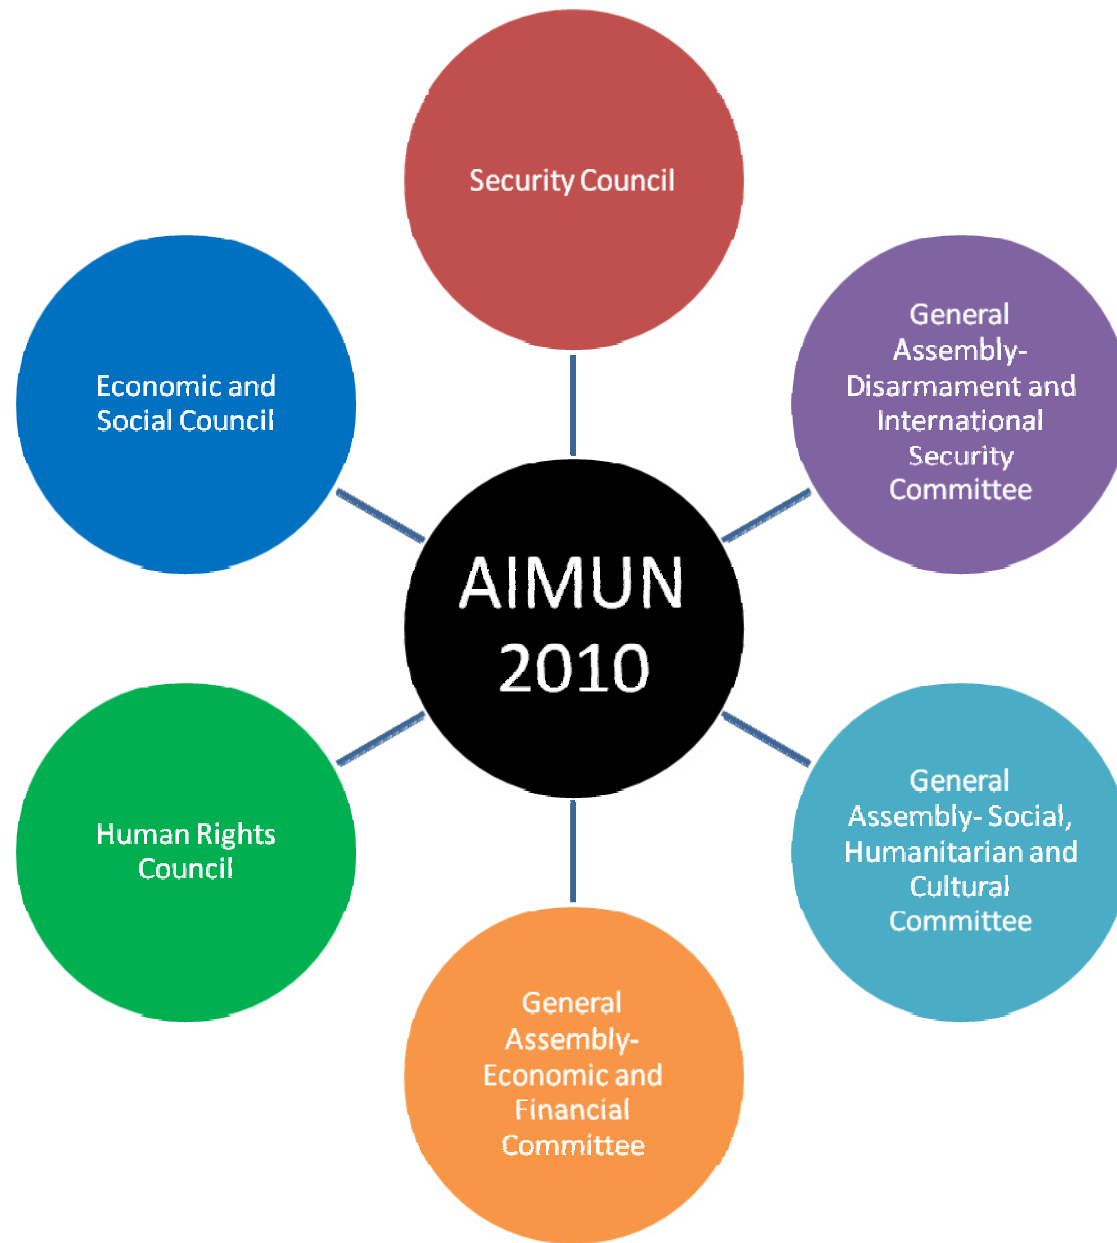 Security Council
General
Assembly-
Disarmament and
International
Security
Committee
Economic and
Social Council
AIMUN
2010
General
Assembly- Social,
Humanitarian and
Cultural
Committee
Human Rights
Council
General
Assembly-
Economic and
Financial
Committee